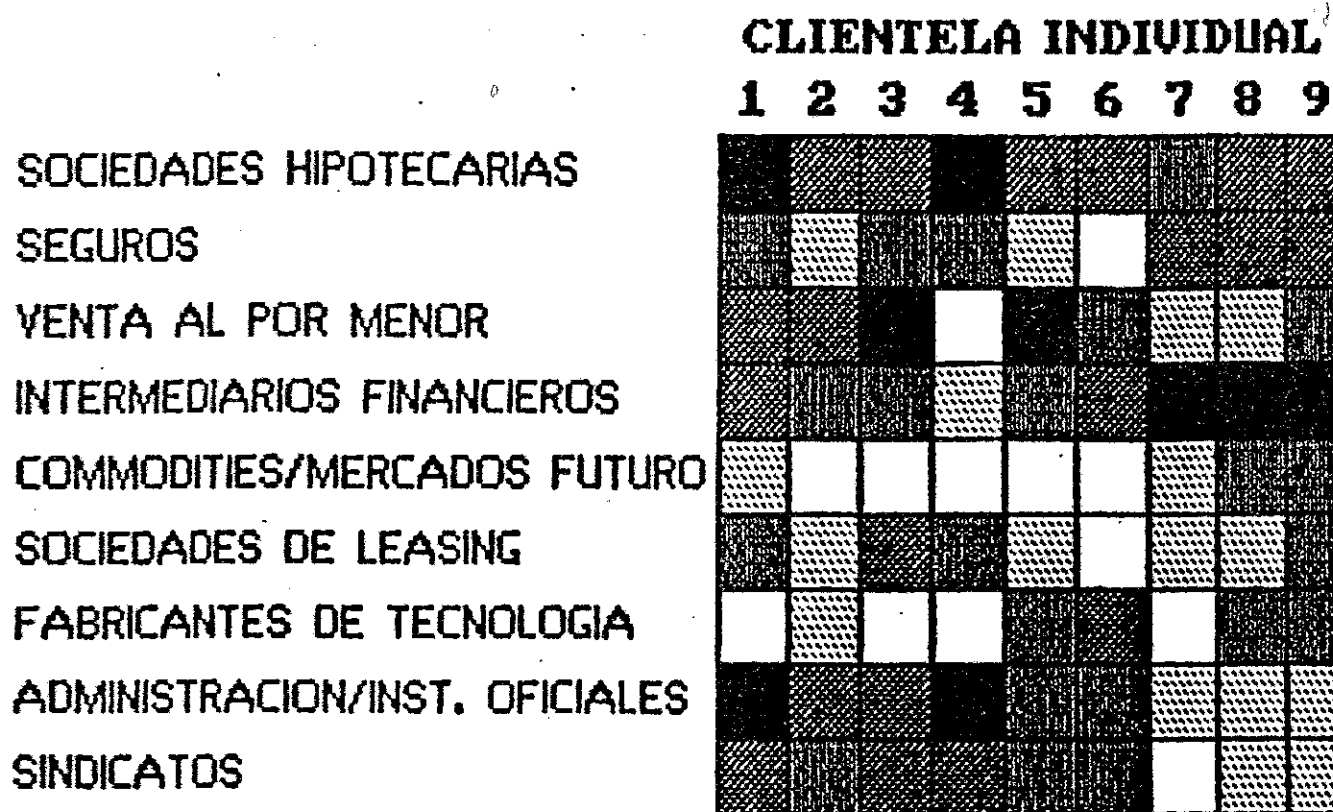 CLIENTELA INDIVIDUAL
1 2 3 4 5 6 7 8 9
SOCIEDADES HIPOTECARIAS
SEGUROS
VENTA AL POR MENOR
INTERMEDIARIOS FINANCIEROS
COMMODITIES/MERCADOS FUTURO
SOCIEDADES DE LEASING
FABRICANTES DE TECNOLOGIA
ADMINISTRACION/INST. OFICIALES
SINDICATOS